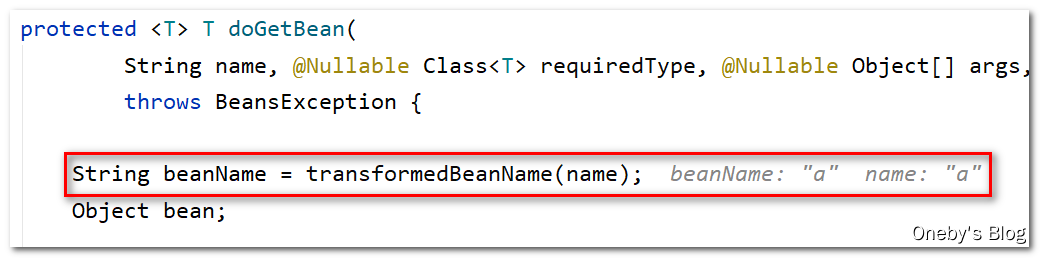 protected <T> T doGetBean(
String name, @Nullable Class<T> requiredType, @Nullable Object[] args,
throws BeansException {
String beanName = transformedBeanName(name); beanName: "a" name: "a"
Object bean;
Oneby's Blog